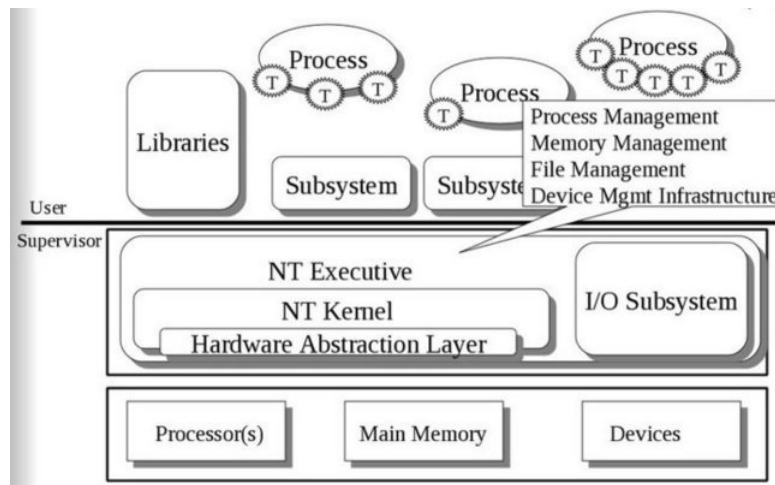 Process
T T T
Process
T
Process
T T T T T
Libraries
Subsystem
Subsyste
Process Management
Memory Management
File Management
Device Mgmt Infrastructure
User
Supervisor
NT Executive
NT Kernel
Hardware Abstraction Layer
I/O Subsystem
Processor(s)
Main Memory
Devices